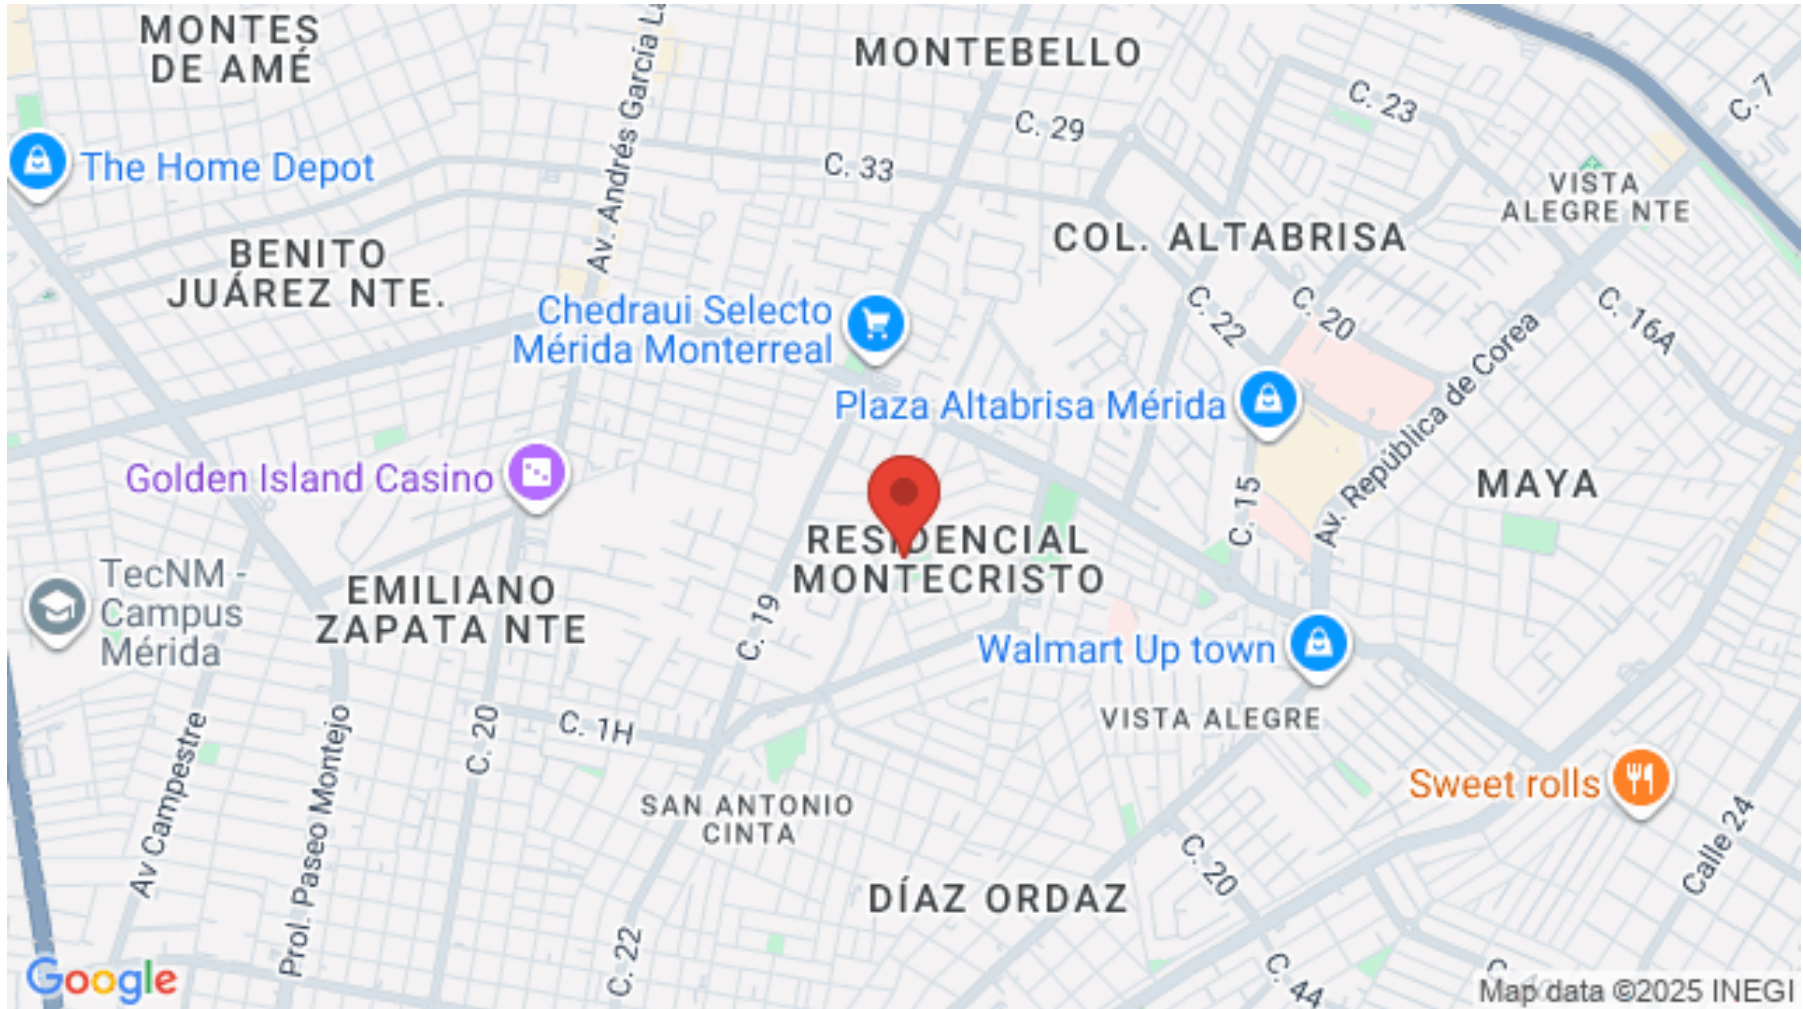 MONTES
DE AMÉ
MONTEBELLO
C. 7
C. 23
C. 29
Av. Andrés García La
The Home Depot
C. 33
VISTA
ALEGRE NTE
BENITO
JUÁREZ NTE.
COL. ALTABRISA
Chedraui Selecto
Mérida Monterreal
C. 22
C. 20
C. 16A
Plaza Altabrisa Mérida
Av. República de Corea
Golden Island Casino
MAYA
C. 15
RESIDENCIAL
MONTECRISTO
TecNM -
Campus
Mérida
EMILIANO
ZAPATA NTE
C. 19
Walmart Up town
VISTA ALEGRE
C. 1H
C. 20
Av Campestre
Prol. Paseo Montejo
Sweet rolls
SAN ANTONIO
CINTA
Calle 24
C. 20
DÍAZ ORDAZ
C. 22
C. 44
Google
Map data ©2025 INEGI